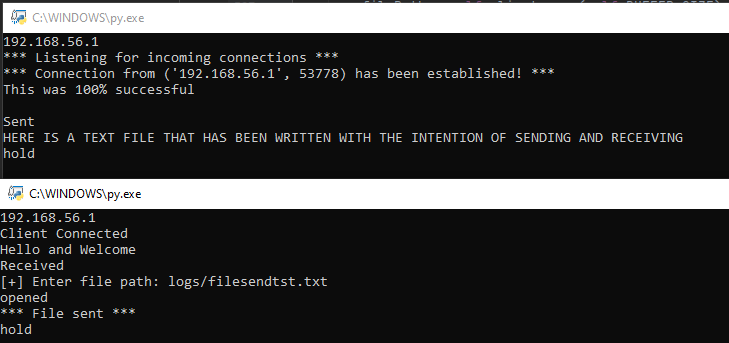 C:\WINDOWS\py.exe
192.168.56.1
*** Listening for incoming connections ***
*** Connection from ('192.168.56.1', 53778) has been established! ***
This was 100% successful
Sent
HERE IS A TEXT FILE THAT HAS BEEN WRITTEN WITH THE INTENTION OF SENDING AND RECEIVING
hold
C:\WINDOWS\py.exe
192.168.56.1
Client Connected
Hello and Welcome
Received
[+] Enter file path: logs/filesendtst.txt
opened
*** File sent ***
hold